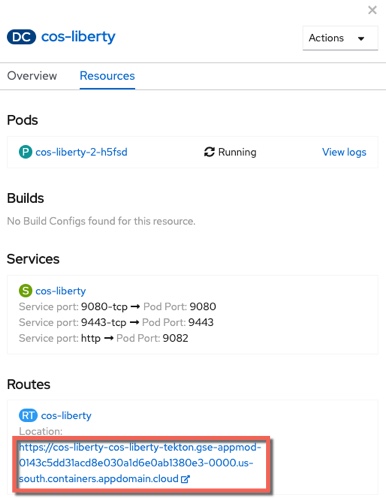 DC cos-liberty
Actions
Overview Resources
Pods
P cos-liberty-2-h5fsd Running View logs
Builds
No Build Configs found for this resource.
Services
S cos-liberty
Service port: 9080-tcp → Pod Port: 9080
Service port: 9443-tcp → Pod Port: 9443
Service port: http → Pod Port: 9082
Routes
RT cos-liberty
Location:
https://cos-liberty-cos-liberty-tekton.gse-appmod-
0143c5dd31acd8e030a1d6e0ab1380e3-0000.us-
south.containers.appdomain.cloud